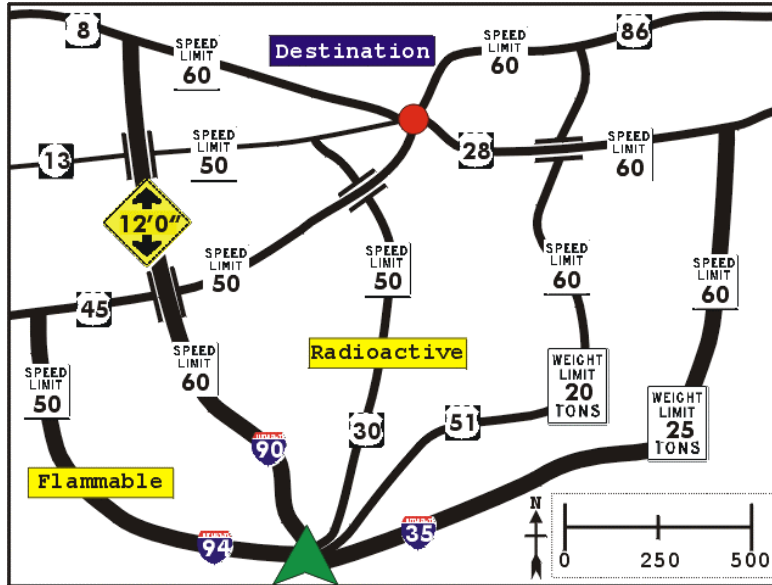 8
SPEED
LIMIT
60
Destination
SPEED
LIMIT
60
86
13
SPEED
LIMIT
50
28
SPEED
LIMIT
60
12'0"
45
SPEED
LIMIT
50
SPEED
LIMIT
50
SPEED
LIMIT
60
SPEED
LIMIT
60
Radioactive
SPEED
LIMIT
50
SPEED
LIMIT
60
WEIGHT
LIMIT
20
TONS
WEIGHT
LIMIT
25
TONS
30
51
90
Flammable
94
35
N
0 250 500